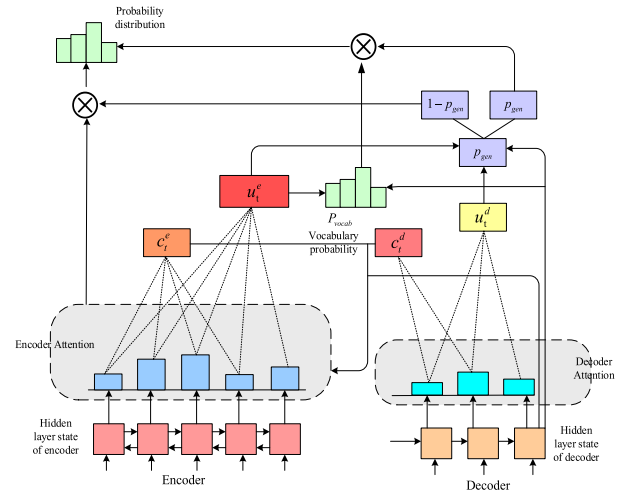 Probability
distribution
1 − p_gen
p_gen
p_gen
u_t^e
P_vocab
Vocabulary
probability
u_t^d
c_t^e
c_t^d
Encoder Attention
Decoder
Attention
Hidden
layer state
of encoder
Hidden
layer state
of decoder
Encoder
Decoder